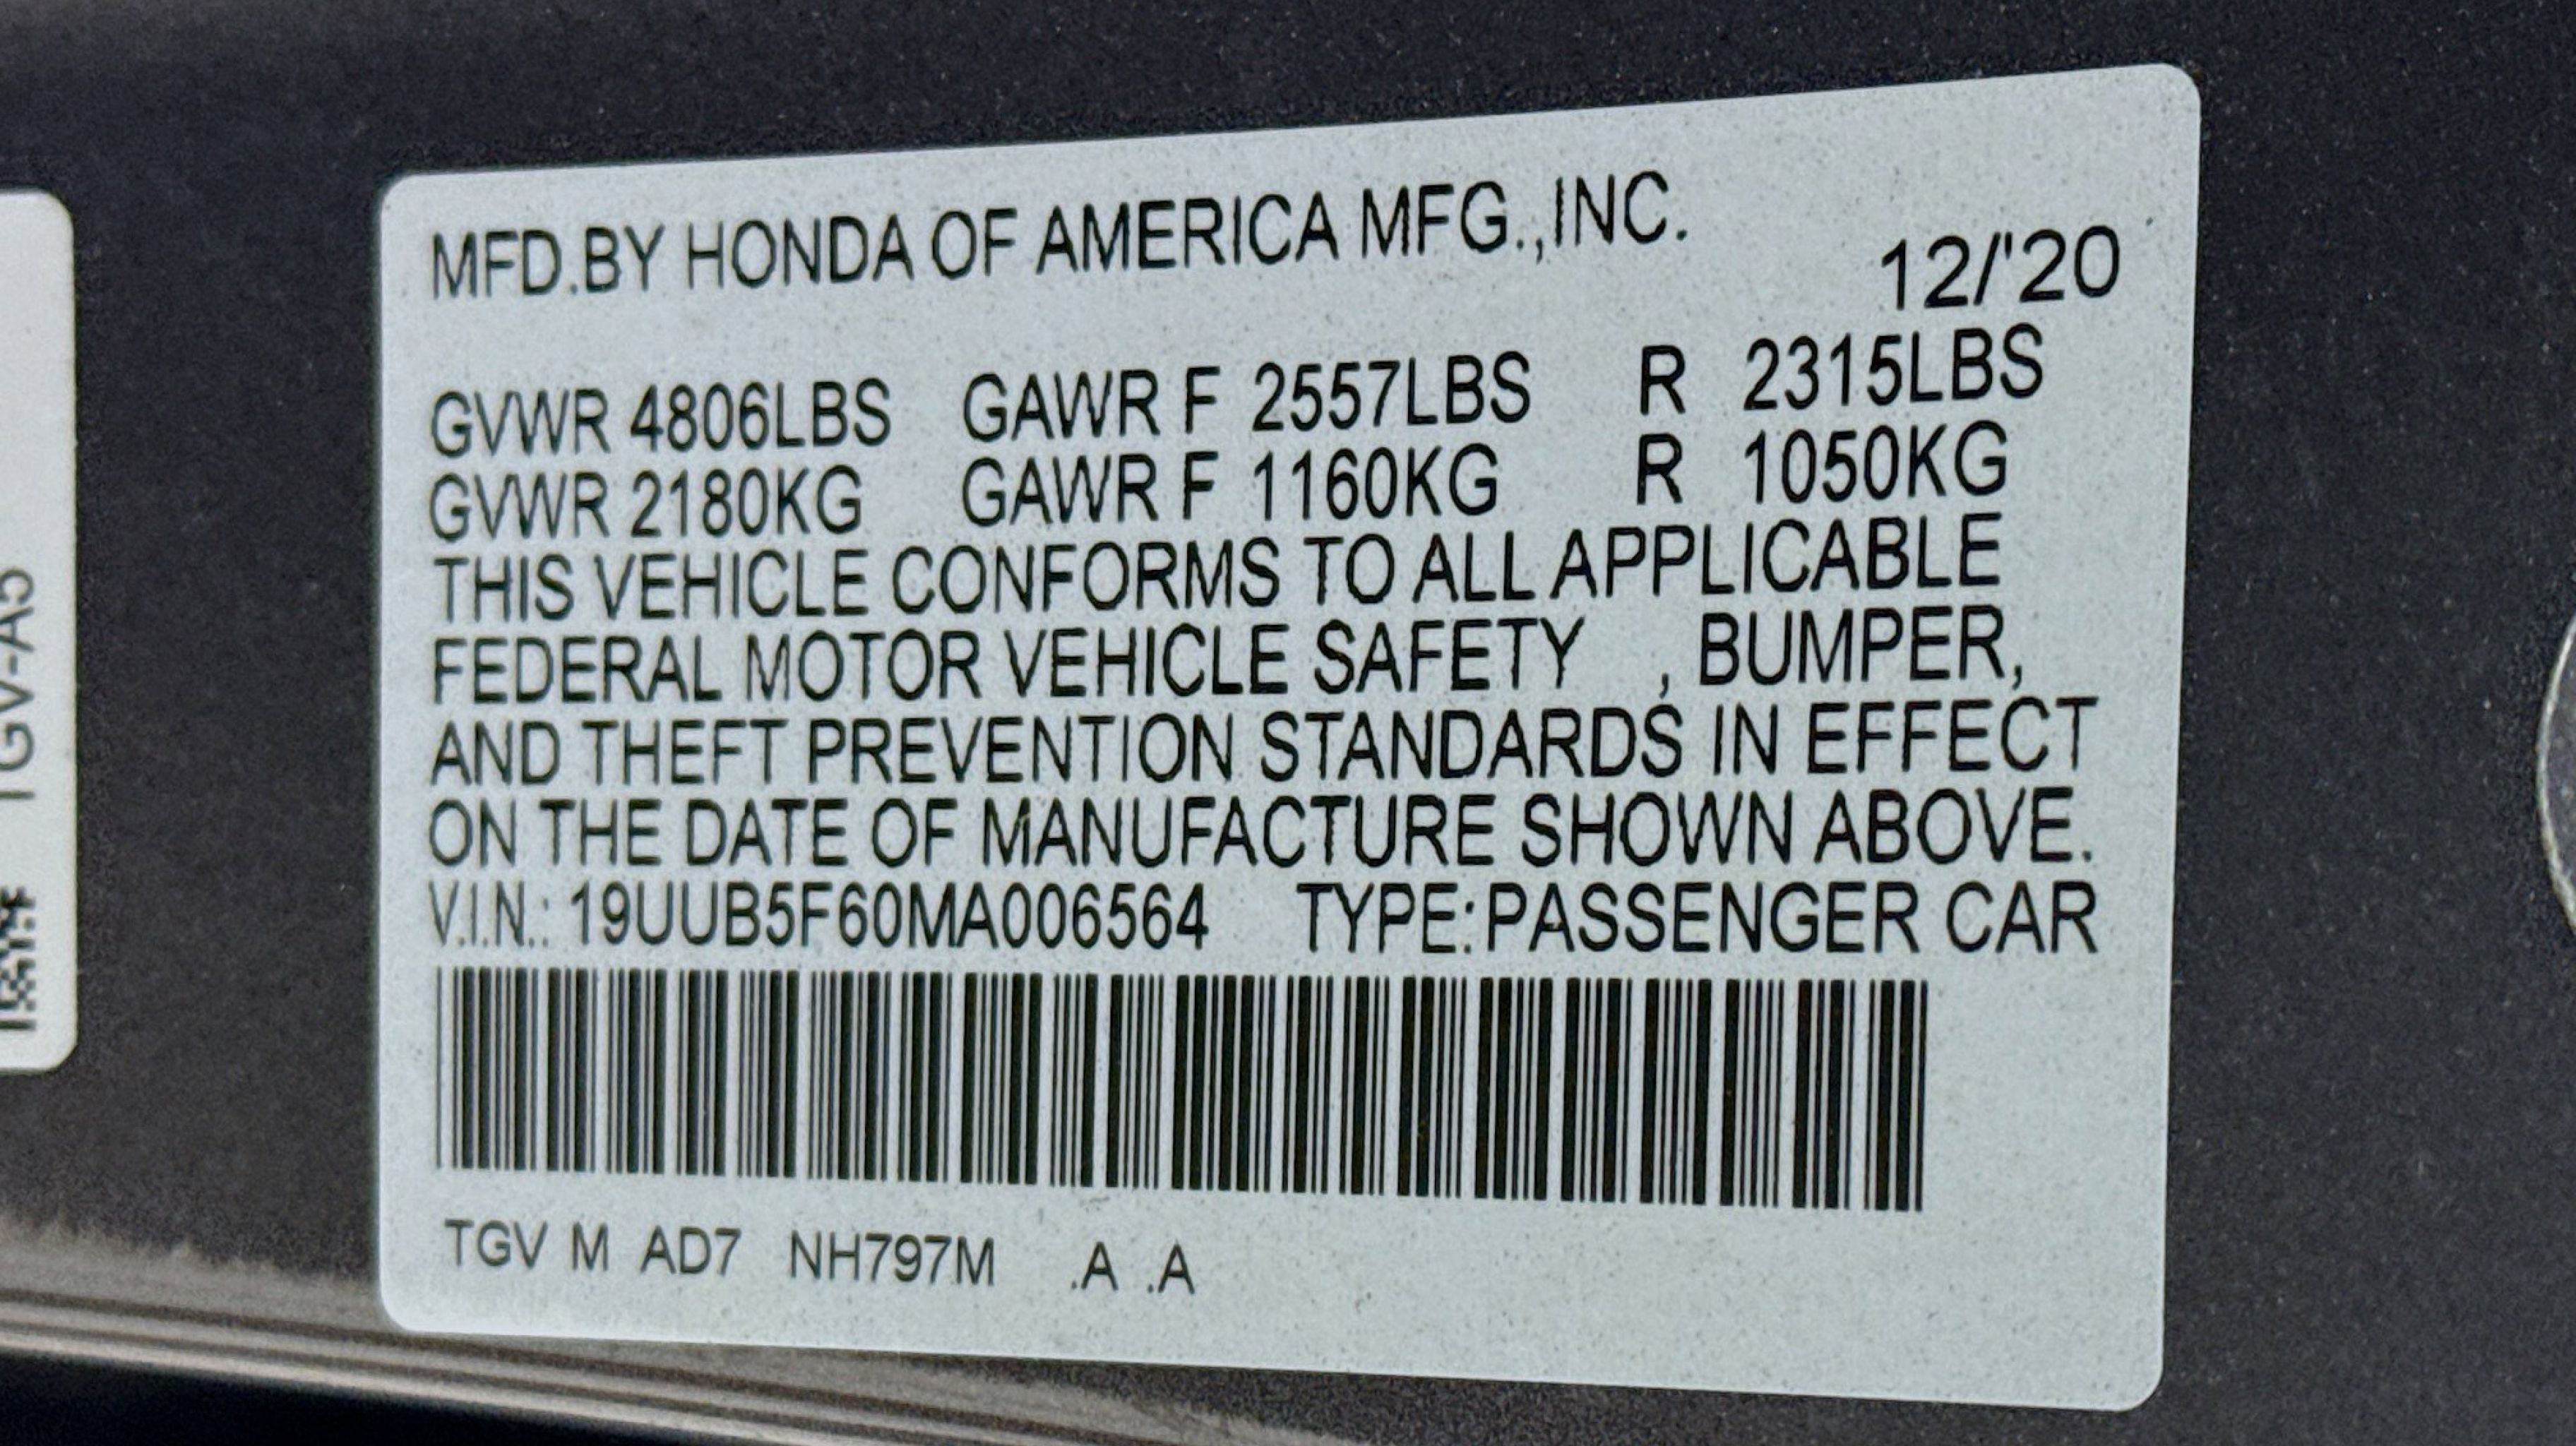 MFD.BY HONDA OF AMERICA MFG.,INC.
12/'20
GVWR 4806LBS GAWR F 2557LBS R 2315LBS
GVWR 2180KG GAWR F 1160KG R 1050KG
THIS VEHICLE CONFORMS TO ALL APPLICABLE
FEDERAL MOTOR VEHICLE SAFETY , BUMPER,
AND THEFT PREVENTION STANDARDS, IN EFFECT
ON THE DATE OF MANUFACTURE SHOWN ABOVE.
V.I.N.: 19UUB5F60MA006564 TYPE:PASSENGER CAR
TGV M AD7 NH797M .A .A
TGV-A5